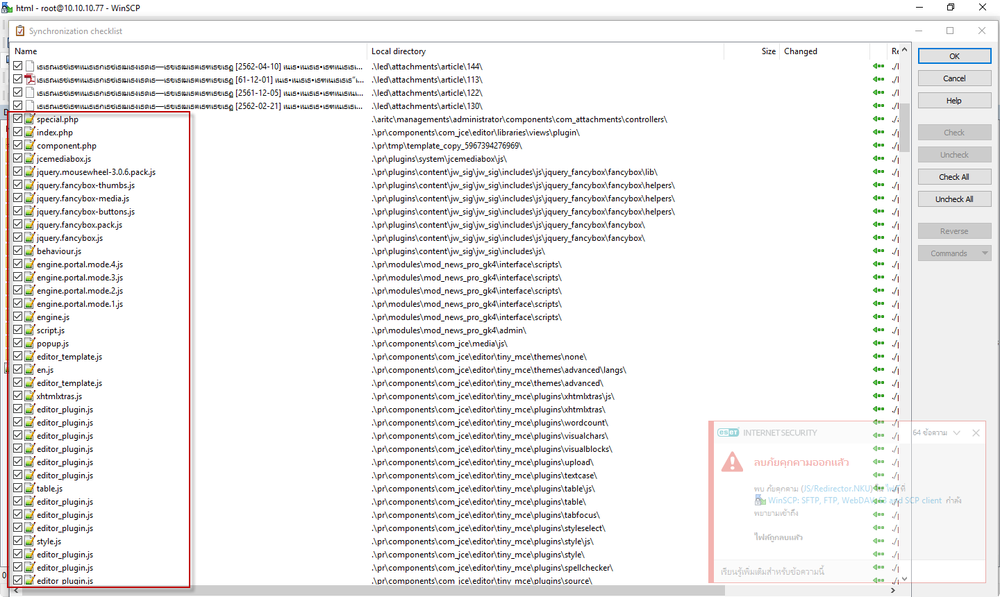 html - root@10.10.10.77 - WinSCP
Synchronization checklist
Name Local directory Size Changed Re
[2562-04-10] .\led\attachments\article\144\
[61-12-01] .\led\attachments\article\113\
[2561-12-05] .\led\attachments\article\122\
[2562-02-21] .\led\attachments\article\130\
special.php .\aritc\managements\administrator\components\com_attachments\controllers\
index.php .\pr\components\com_jce\editor\libraries\views\plugin\
component.php .\pr\tmp\template_copy_5967394276969\
jcemediabox.js .\pr\plugins\system\jcemediabox\js\
jquery.mousewheel-3.0.6.pack.js .\pr\plugins\content\jw_sig\jw_sig\includes\js\jquery_fancybox\fancybox\lib\
jquery.fancybox-thumbs.js .\pr\plugins\content\jw_sig\jw_sig\includes\js\jquery_fancybox\fancybox\helpers\
jquery.fancybox-media.js .\pr\plugins\content\jw_sig\jw_sig\includes\js\jquery_fancybox\fancybox\helpers\
jquery.fancybox-buttons.js .\pr\plugins\content\jw_sig\jw_sig\includes\js\jquery_fancybox\fancybox\helpers\
jquery.fancybox.pack.js .\pr\plugins\content\jw_sig\jw_sig\includes\js\jquery_fancybox\fancybox\
jquery.fancybox.js .\pr\plugins\content\jw_sig\jw_sig\includes\js\jquery_fancybox\fancybox\
behaviour.js .\pr\plugins\content\jw_sig\jw_sig\includes\js\
engine.portal.mode.4.js .\pr\modules\mod_news_pro_gk4\interface\scripts\
engine.portal.mode.3.js .\pr\modules\mod_news_pro_gk4\interface\scripts\
engine.portal.mode.2.js .\pr\modules\mod_news_pro_gk4\interface\scripts\
engine.portal.mode.1.js .\pr\modules\mod_news_pro_gk4\interface\scripts\
engine.js .\pr\modules\mod_news_pro_gk4\interface\scripts\
script.js .\pr\modules\mod_news_pro_gk4\admin\
popup.js .\pr\components\com_jce\media\js\
editor_template.js .\pr\components\com_jce\editor\tiny_mce\themes\none\
en.js .\pr\components\com_jce\editor\tiny_mce\themes\advanced\langs\
editor_template.js .\pr\components\com_jce\editor\tiny_mce\themes\advanced\
xhtmlxtras.js .\pr\components\com_jce\editor\tiny_mce\plugins\xhtmlxtras\js\
editor_plugin.js .\pr\components\com_jce\editor\tiny_mce\plugins\xhtmlxtras\
editor_plugin.js .\pr\components\com_jce\editor\tiny_mce\plugins\wordcount\
editor_plugin.js .\pr\components\com_jce\editor\tiny_mce\plugins\visualchars\
editor_plugin.js .\pr\components\com_jce\editor\tiny_mce\plugins\visualblocks\
editor_plugin.js .\pr\components\com_jce\editor\tiny_mce\plugins\upload\
editor_plugin.js .\pr\components\com_jce\editor\tiny_mce\plugins\textcase\
table.js .\pr\components\com_jce\editor\tiny_mce\plugins\table\js\
editor_plugin.js .\pr\components\com_jce\editor\tiny_mce\plugins\table\
editor_plugin.js .\pr\components\com_jce\editor\tiny_mce\plugins\tabfocus\
editor_plugin.js .\pr\components\com_jce\editor\tiny_mce\plugins\styleselect\
style.js .\pr\components\com_jce\editor\tiny_mce\plugins\style\js\
editor_plugin.js .\pr\components\com_jce\editor\tiny_mce\plugins\style\
editor_plugin.js .\pr\components\com_jce\editor\tiny_mce\plugins\spellchecker\
editor_plugin.js .\pr\components\com_jce\editor\tiny_mce\plugins\source\
OK
Cancel
Help
Check
Uncheck
Check All
Uncheck All
Reverse
Commands
eset INTERNET SECURITY 64 ข้อความ
ลบภัยคุกคามออกแล้ว
พบ ภัยคุกคาม (JS/Redirector.NKU) ใน ไฟล์ ที่
WinSCP: SFTP, FTP, WebDAV, S3 and SCP client กำลัง
พยายามเข้าถึง
ไฟล์ถูกลบแล้ว
เรียนรู้เพิ่มเติมสำหรับข้อความนี้